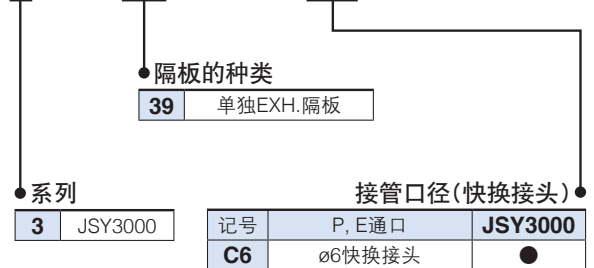 隔板的种类
39 单独EXH.隔板
系列
3 JSY3000
接管口径（快换接头）
记号 P, E通口 JSY3000
C6 ø6快换接头 ●